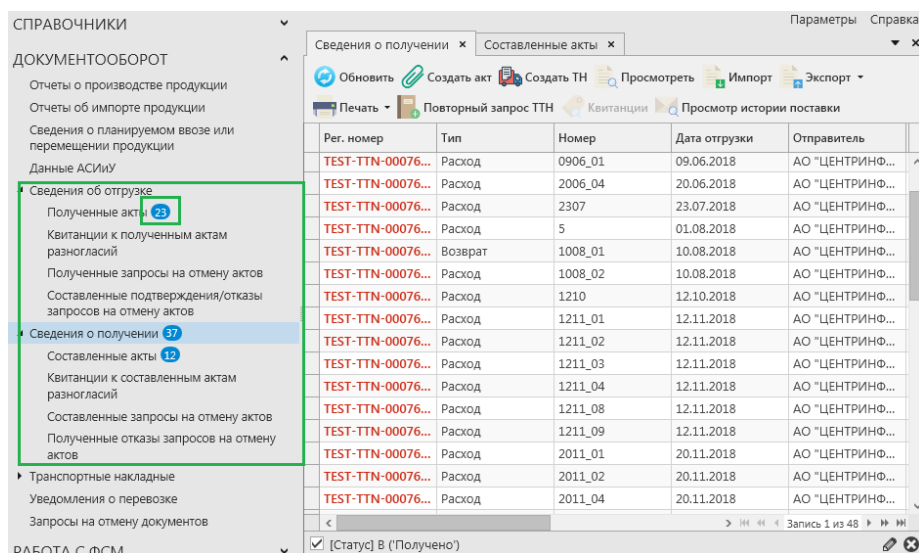 СПРАВОЧНИКИ
ДОКУМЕНТООБОРОТ
Отчеты о производстве продукции
Отчеты об импорте продукции
Сведения о планируемом ввозе или
перемещении продукции
Данные АСИиУ
Сведения об отгрузке
Полученные акты 23
Квитанции к полученным актам
разногласий
Полученные запросы на отмену актов
Составленные подтверждения/отказы
запросов на отмену актов
Сведения о получении 37
Составленные акты 12
Квитанции к составленным актам
разногласий
Составленные запросы на отмену актов
Полученные отказы запросов на отмену
актов
Транспортные накладные
Уведомления о перевозке
Запросы на отмену документов
РАБОТА С ФСМ
Параметры Справка
Сведения о получении × Составленные акты ×
Обновить Создать акт Создать ТН Просмотреть Импорт Экспорт
Печать Повторный запрос ТТН Квитанции Просмотр истории поставки
Рег. номер Тип Номер Дата отгрузки Отправитель
TEST-TTN-00076... Расход 0906_01 09.06.2018 АО "ЦЕНТРИНФ...
TEST-TTN-00076... Расход 2006_04 20.06.2018 АО "ЦЕНТРИНФ...
TEST-TTN-00076... Расход 2307 23.07.2018 АО "ЦЕНТРИНФ...
TEST-TTN-00076... Расход 5 01.08.2018 АО "ЦЕНТРИНФ...
TEST-TTN-00076... Возврат 1008_01 10.08.2018 АО "ЦЕНТРИНФ...
TEST-TTN-00076... Расход 1008_02 10.08.2018 АО "ЦЕНТРИНФ...
TEST-TTN-00076... Расход 1210 12.10.2018 АО "ЦЕНТРИНФ...
TEST-TTN-00076... Расход 1211_01 12.11.2018 АО "ЦЕНТРИНФ...
TEST-TTN-00076... Расход 1211_02 12.11.2018 АО "ЦЕНТРИНФ...
TEST-TTN-00076... Расход 1211_03 12.11.2018 АО "ЦЕНТРИНФ...
TEST-TTN-00076... Расход 1211_04 12.11.2018 АО "ЦЕНТРИНФ...
TEST-TTN-00076... Расход 1211_08 12.11.2018 АО "ЦЕНТРИНФ...
TEST-TTN-00076... Расход 1211_09 12.11.2018 АО "ЦЕНТРИНФ...
TEST-TTN-00076... Расход 2011_01 20.11.2018 АО "ЦЕНТРИНФ...
TEST-TTN-00076... Расход 2011_02 20.11.2018 АО "ЦЕНТРИНФ...
TEST-TTN-00076... Расход 2011_04 20.11.2018 АО "ЦЕНТРИНФ...
Запись 1 из 48
[Статус] В ('Получено')